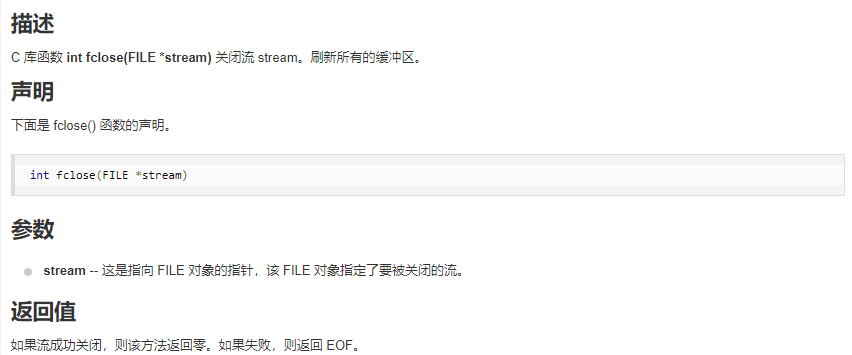 描述
C 库函数 int fclose(FILE *stream) 关闭流 stream。刷新所有的缓冲区。
声明
下面是 fclose() 函数的声明。
int fclose(FILE *stream)
参数
stream -- 这是指向 FILE 对象的指针，该 FILE 对象指定了要被关闭的流。
返回值
如果流成功关闭，则该方法返回零。如果失败，则返回 EOF。